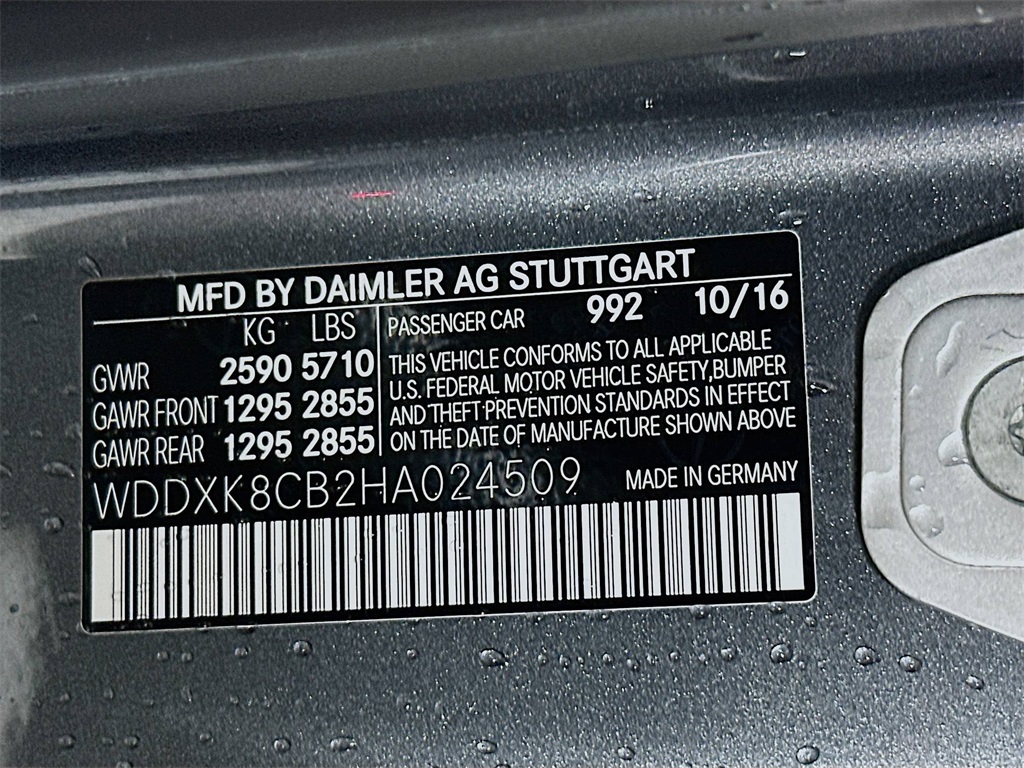 MFD BY DAIMLER AG STUTTGART
KG LBS
GVWR 2590 5710
GAWR FRONT 1295 2855
GAWR REAR 1295 2855
PASSENGER CAR 992 10/16
THIS VEHICLE CONFORMS TO ALL APPLICABLE
U.S. FEDERAL MOTOR VEHICLE SAFETY,BUMPER
AND THEFT PREVENTION STANDARDS IN EFFECT
ON THE DATE OF MANUFACTURE SHOWN ABOVE
WDDXK8CB2HA024509
MADE IN GERMANY